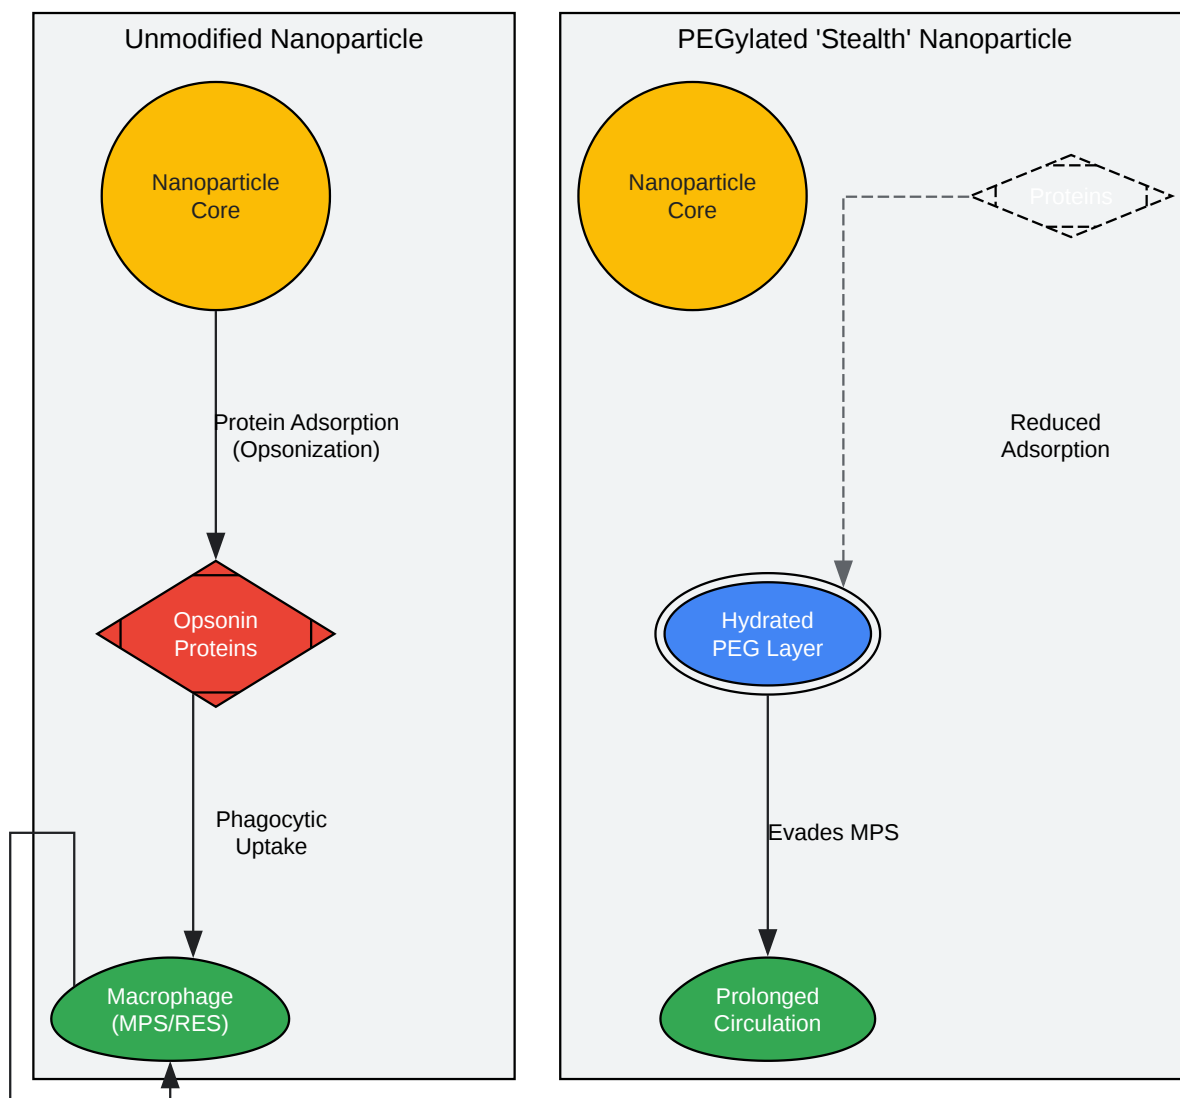 Unmodified Nanoparticle
Nanoparticle
Core
Protein Adsorption
(Opsonization)
Opsonin
Proteins
Phagocytic
Uptake
Macrophage
(MPS/RES)
PEGylated 'Stealth' Nanoparticle
Nanoparticle
Core
Proteins
Reduced
Adsorption
Hydrated
PEG Layer
Evades MPS
Prolonged
Circulation